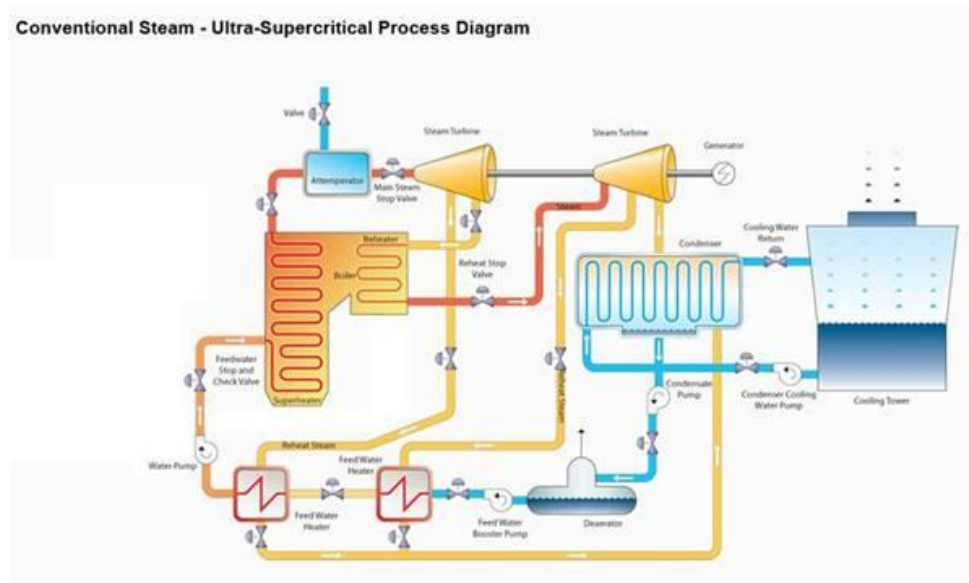 Conventional Steam - Ultra-Supercritical Process Diagram
Valve
Steam Turbine
Steam Turbine
Generator
Attemperator
Main Steam
Stop Valve
Steam
Cooling Water
Return
Reheater
Condenser
Reheat Stop
Valve
Boiler
Feedwater
Stop and
Check Valve
Superheater
Reheat Steam
Condensate
Pump
Condenser Cooling
Water Pump
Cooling Tower
Reheat Steam
Water Pump
Feed Water
Heater
Feed Water
Heater
Feed Water
Booster Pump
Deaerator